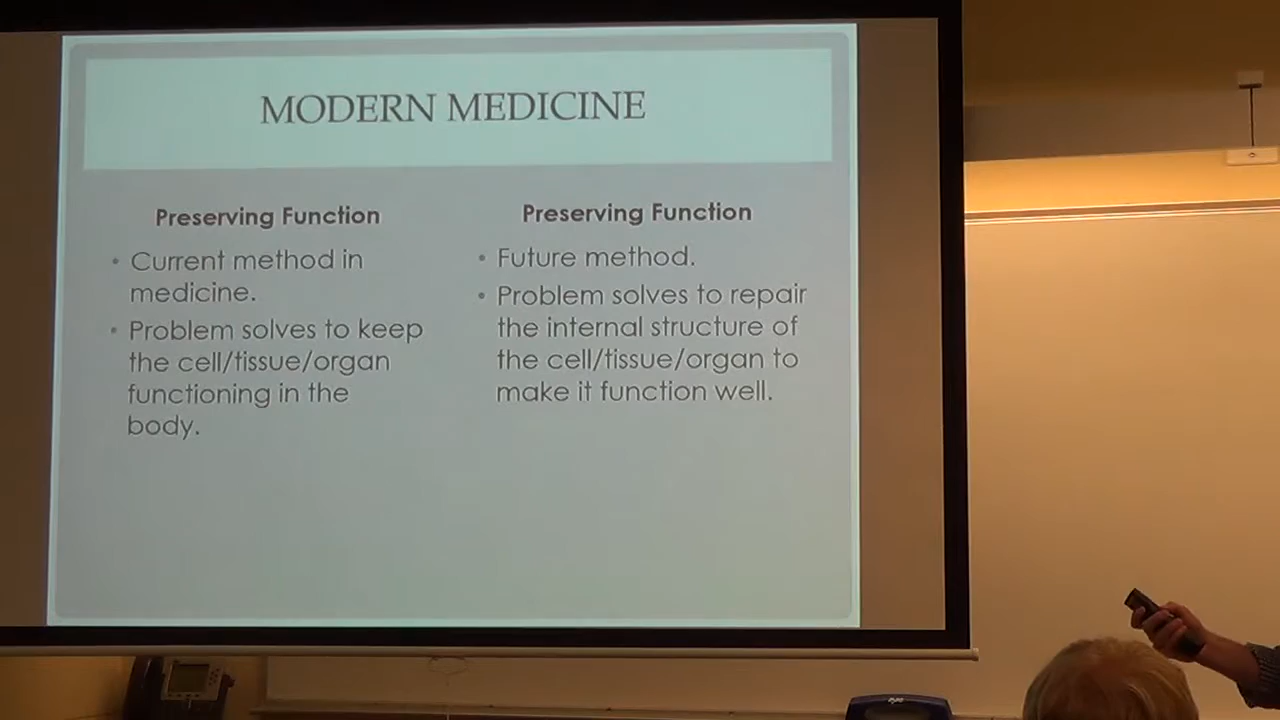 MODERN MEDICINE
Preserving Function
• Current method in
medicine.
• Problem solves to keep
the cell/tissue/organ
functioning in the
body.
Preserving Function
• Future method.
• Problem solves to repair
the internal structure of
the cell/tissue/organ to
make it function well.